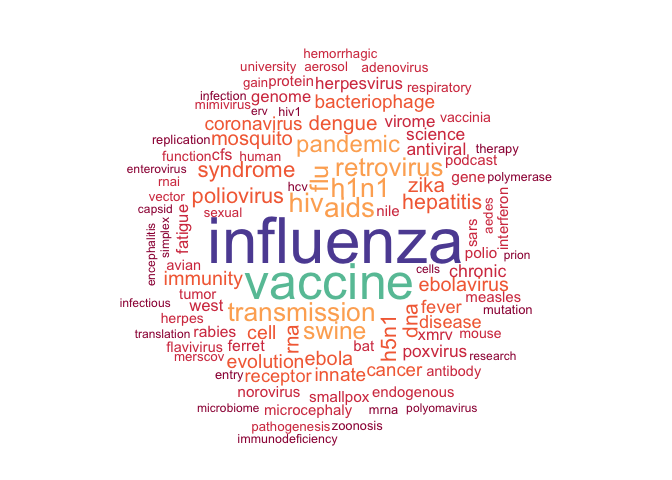 hemorrhagic
university aerosol adenovirus
gain protein herpesvirus respiratory
infection genome bacteriophage
mimivirus erv hiv1 virome vaccinia
coronavirus dengue science
replication mosquito pandemic antiviral therapy
function cfs human flu retrovirus podcast
enterovirus syndrome h1n1 zika gene polymerase
rnai hcv
vector poliovirus hiv aids nile hepatitis aedes interferon
capsid sexual
encephalitis simplex fatigue influenza sars polio prion
avian cells chronic
immunity vaccine ebolavirus measles
tumor
infectious west transmission dna fever mutation
herpes swine disease
translation rabies cell rna h5n1 xmrv mouse
flavivirus ferret bat poxvirus research
merscov evolution ebola
entry receptor innate cancer antibody
norovirus smallpox endogenous
microbiome microcephaly mrna polyomavirus
pathogenesis zoonosis
immunodeficiency